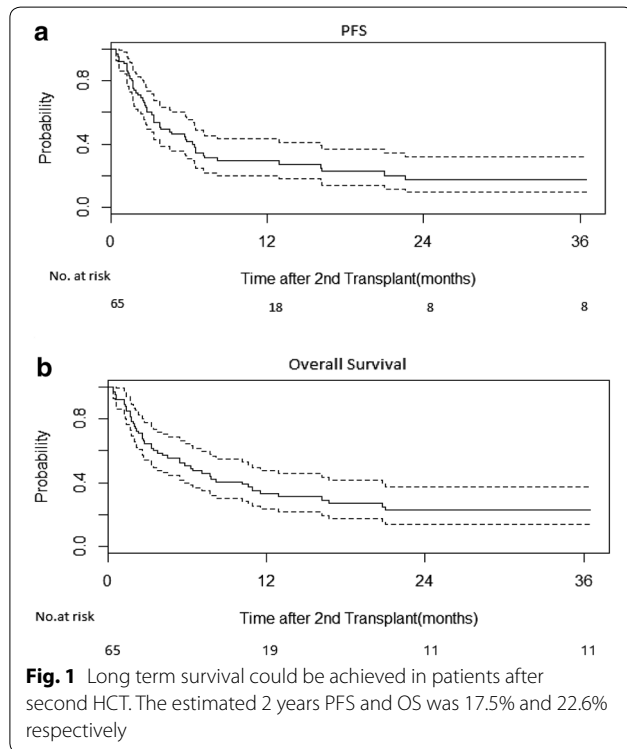 a
PFS
Probability
0.8
0.4
0.0
0 12 24 36
No. at risk
Time after 2nd Transplant(months)
65 18 8 8
b
Overall Survival
Probability
0.8
0.4
0.0
0 12 24 36
No.at risk
Time after 2nd Transplant(months)
65 19 11 11
Fig. 1 Long term survival could be achieved in patients after
second HCT. The estimated 2 years PFS and OS was 17.5% and 22.6%
respectively